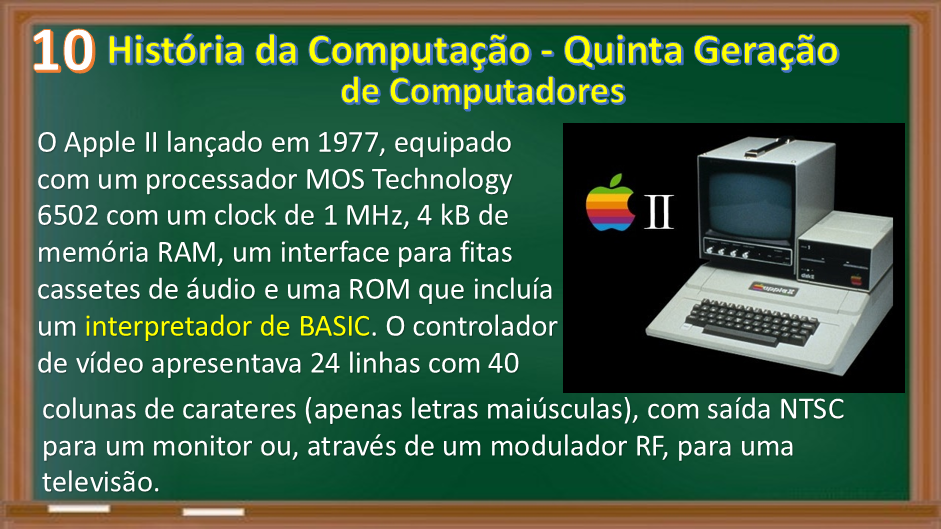 10 História da Computação - Quinta Geração
de Computadores
O Apple II lançado em 1977, equipado
com um processador MOS Technology
6502 com um clock de 1 MHz, 4 kB de
memória RAM, um interface para fitas
cassetes de áudio e uma ROM que incluía
um interpretador de BASIC. O controlador
de vídeo apresentava 24 linhas com 40
II
apple II
colunas de carateres (apenas letras maiúsculas), com saída NTSC
para um monitor ou, através de um modulador RF, para uma
televisão.